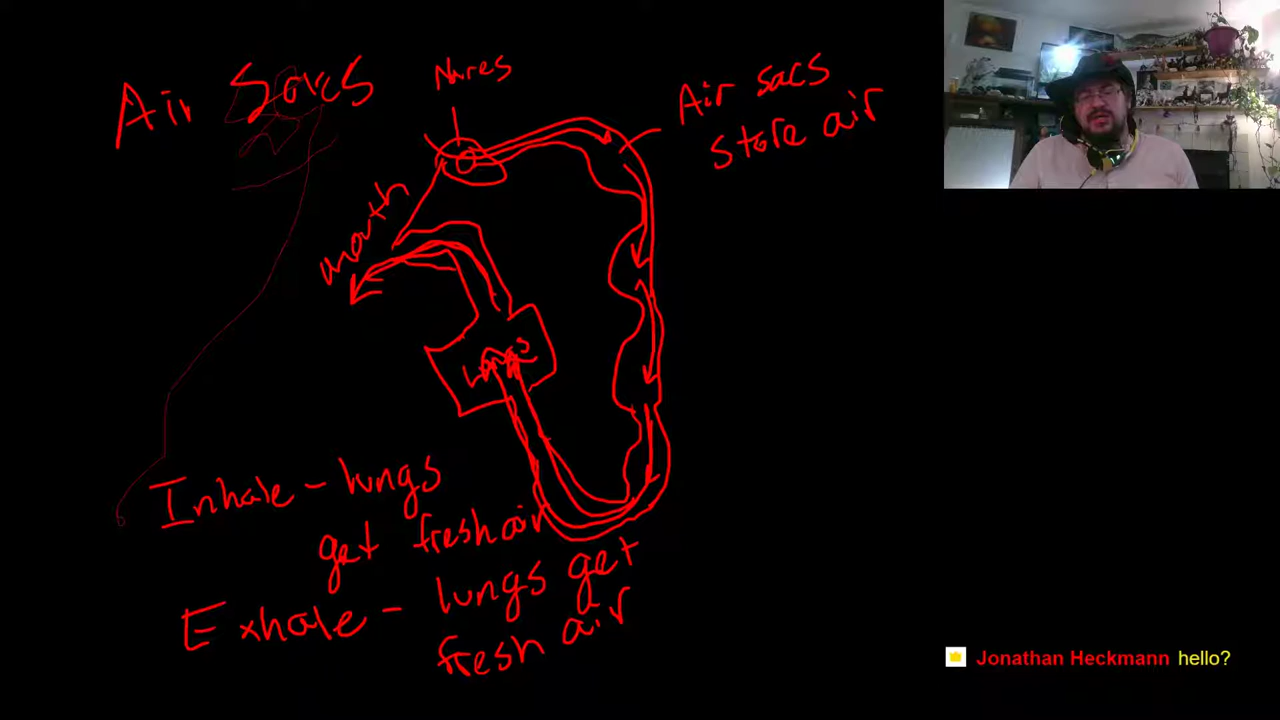 Air Sacs
Nares
Air sacs
store air
mouth
Lungs
Inhale - lungs
get fresh air
Exhale - lungs get
fresh air
Jonathan Heckmann hello?